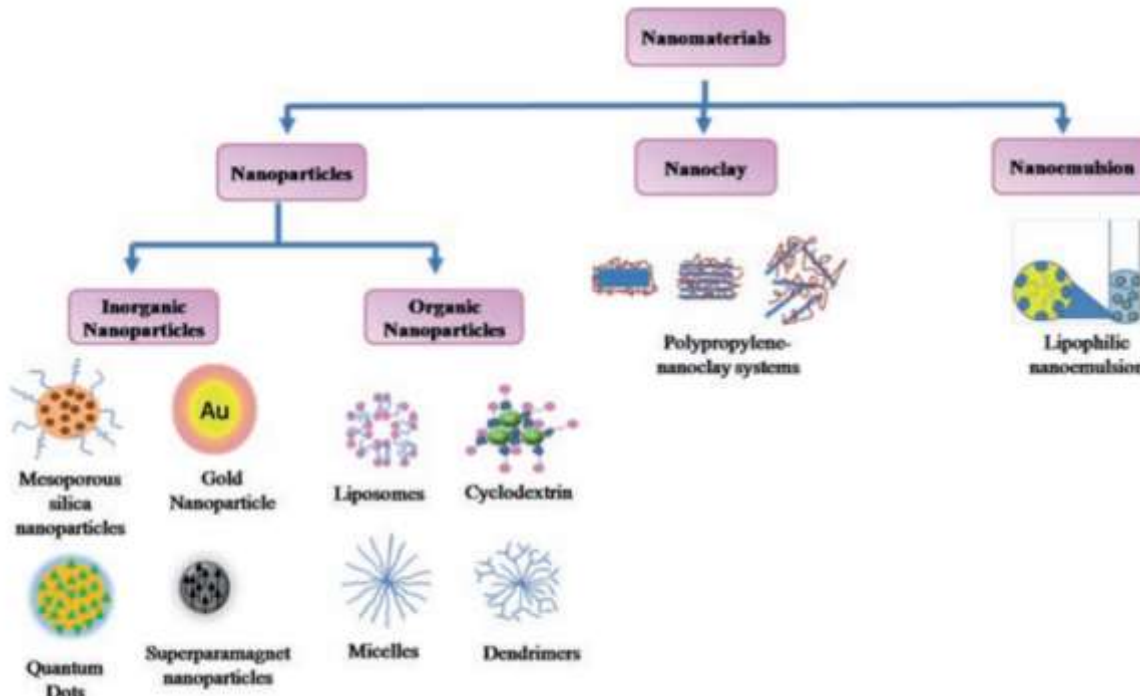 Nanomaterials
Nanoparticles
Nanoclay
Nanoemulsion
Inorganic
Nanoparticles
Organic
Nanoparticles
Polypropylene-
nanoclay systems
Lipophilic
nanoemulsion
Au
Mesoporous
silica
nanoparticles
Gold
Nanoparticle
Liposomes
Cyclodextrin
Quantum
Dots
Superparamagnet
nanoparticles
Micelles
Dendrimers